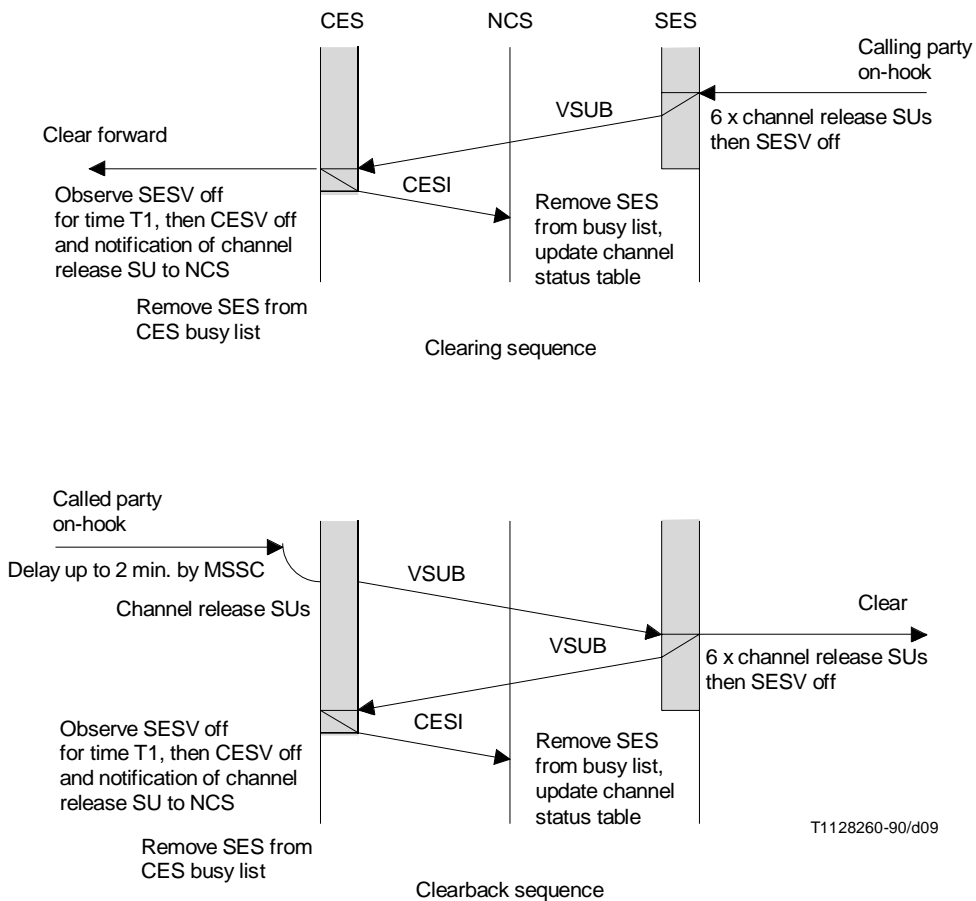 CES
NCS
SES
Calling party
on-hook
VSUB
6 x channel release SUs
then SESV off
Clear forward
CESI
Observe SESV off
for time T1, then CESV off
and notification of channel
release SU to NCS
Remove SES
from busy list,
update channel
status table
Remove SES from
CES busy list
Clearing sequence
Called party
on-hook
Delay up to 2 min. by MSSC
VSUB
Channel release SUs
Clear
VSUB
6 x channel release SUs
then SESV off
CESI
Observe SESV off
for time T1, then CESV off
and notification of channel
release SU to NCS
Remove SES
from busy list,
update channel
status table
T1128260-90/d09
Remove SES from
CES busy list
Clearback sequence